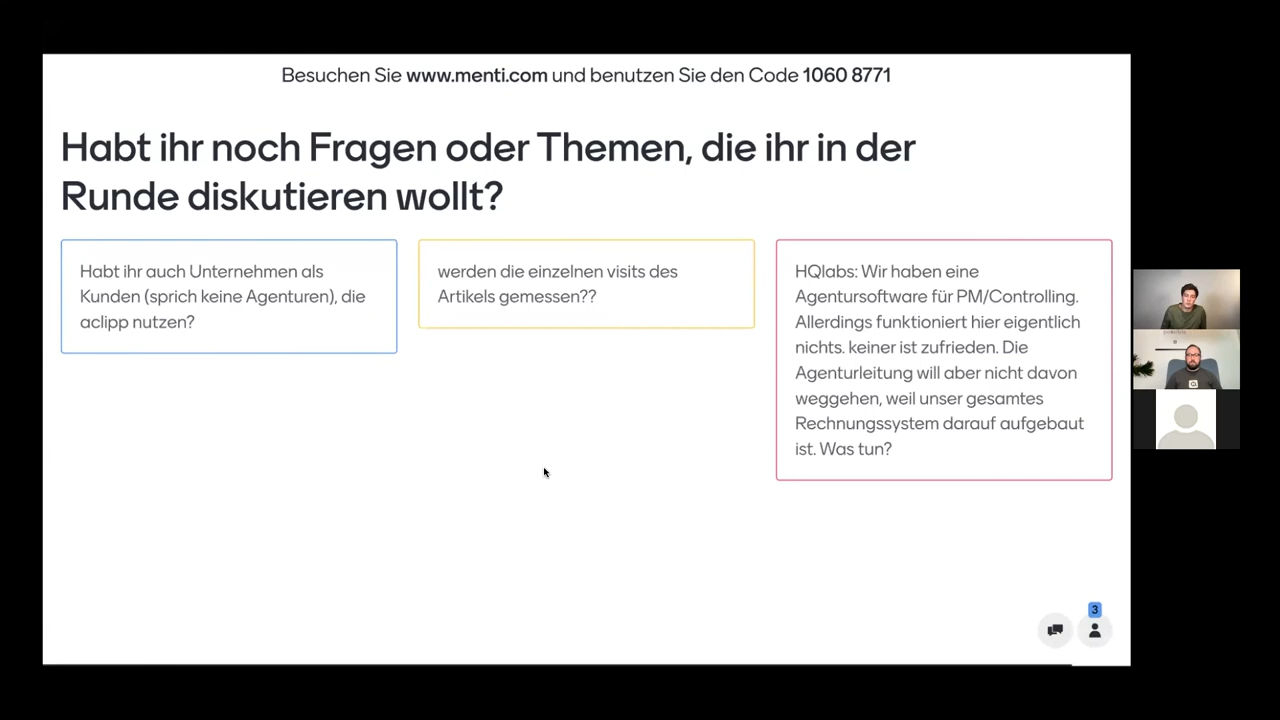 Besuchen Sie www.menti.com und benutzen Sie den Code 1060 8771
Habt ihr noch Fragen oder Themen, die ihr in der
Runde diskutieren wollt?
Habt ihr auch Unternehmen als
Kunden (sprich keine Agenturen), die
aclipp nutzen?
werden die einzelnen visits des
Artikels gemessen??
HQlabs: Wir haben eine
Agentursoftware für PM/Controlling.
Allerdings funktioniert hier eigentlich
nichts. keiner ist zufrieden. Die
Agenturleitung will aber nicht davon
weggehen, weil unser gesamtes
Rechnungssystem darauf aufgebaut
ist. Was tun?
3